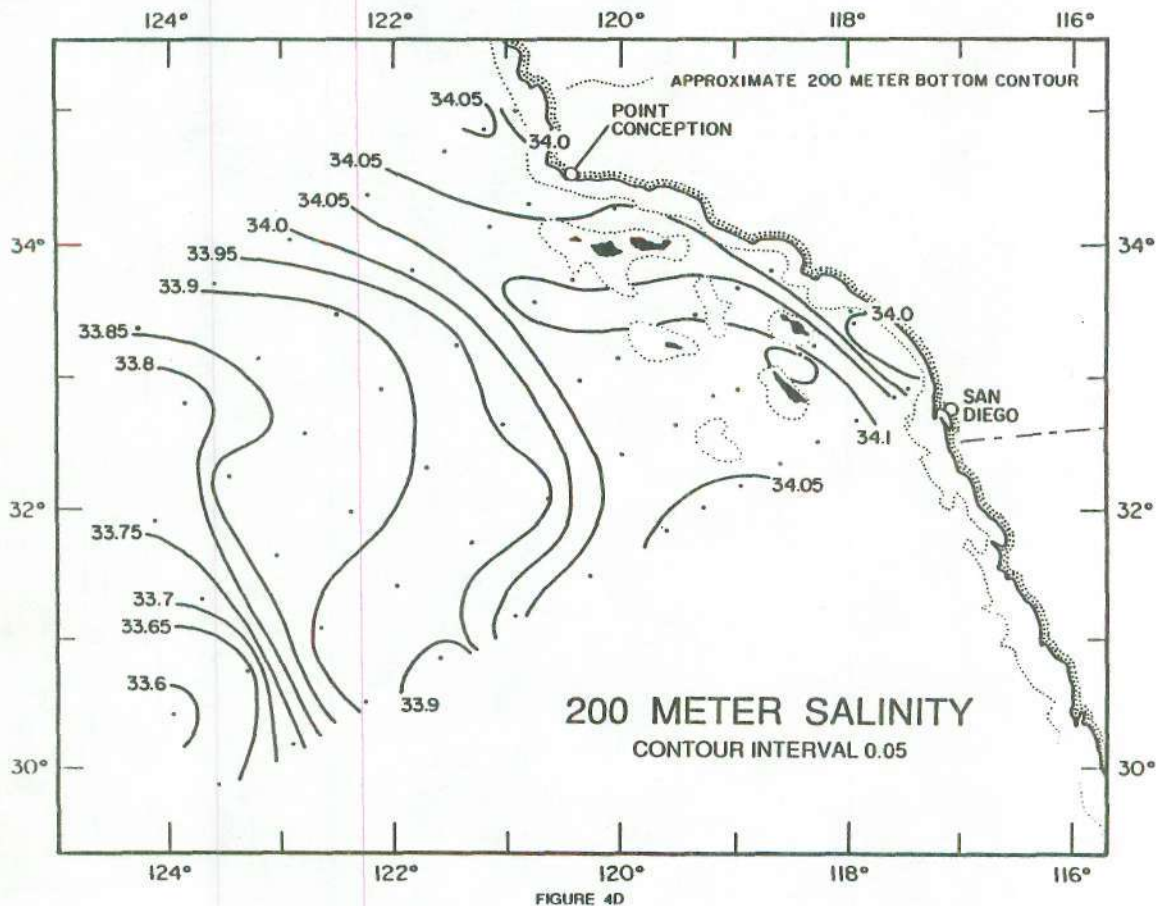 124° 122° 120° 118° 116°
APPROXIMATE 200 METER BOTTOM CONTOUR
34.05
POINT
CONCEPTION
34.0
34.05
34.05
34.0
34° 34°
33.95
33.9
34.0
33.85
33.8
SAN
DIEGO
34.1
34.05
32° 32°
33.75
33.7
33.65
33.6
33.9
200 METER SALINITY
CONTOUR INTERVAL 0.05
30° 30°
124° 122° 120° 118° 116°
FIGURE 4D